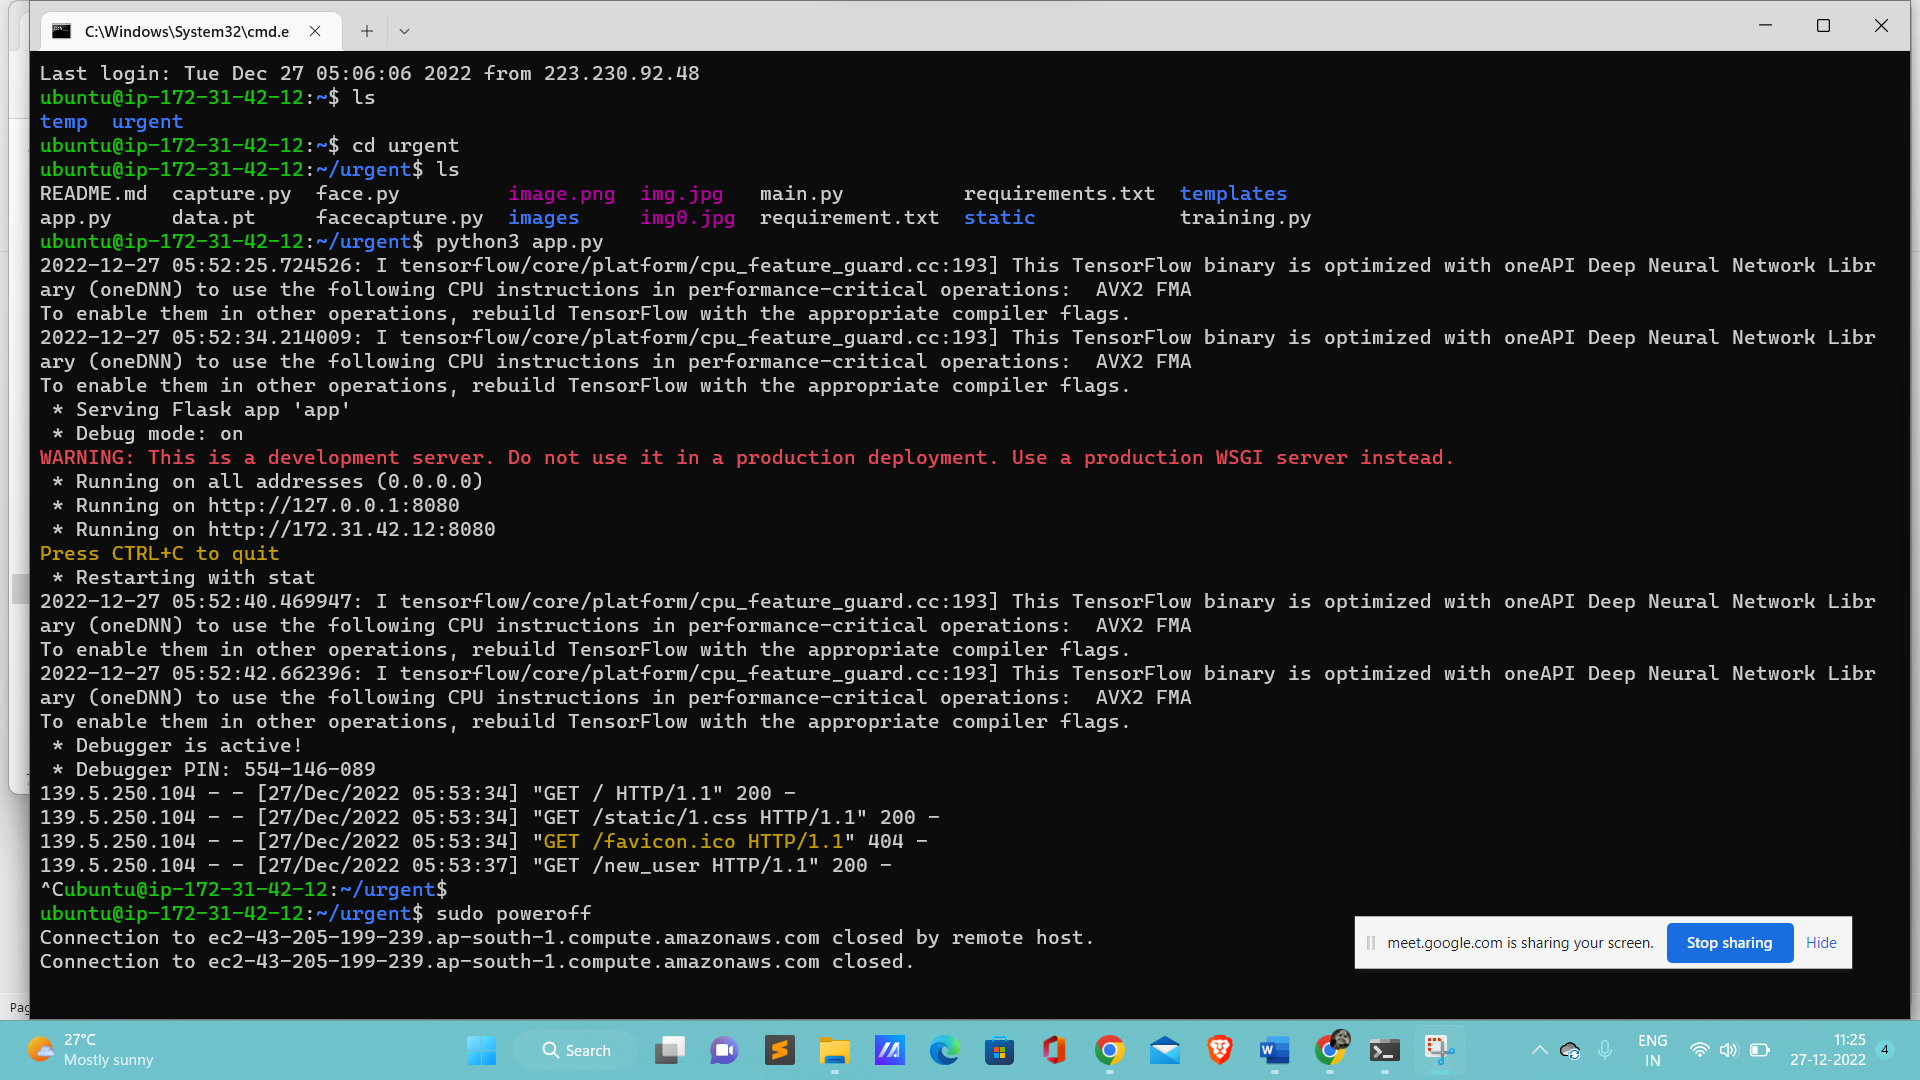 C:\Windows\System32\cmd.e
Last login: Tue Dec 27 05:06:06 2022 from 223.230.92.48
ubuntu@ip-172-31-42-12:~$ ls
temp  urgent
ubuntu@ip-172-31-42-12:~$ cd urgent
ubuntu@ip-172-31-42-12:~/urgent$ ls
README.md  capture.py  face.py         image.png  img.jpg   main.py          requirements.txt  templates
app.py     data.pt     facecapture.py  images     img0.jpg  requirement.txt  static            training.py
ubuntu@ip-172-31-42-12:~/urgent$ python3 app.py
2022-12-27 05:52:25.724526: I tensorflow/core/platform/cpu_feature_guard.cc:193] This TensorFlow binary is optimized with oneAPI Deep Neural Network Libr
ary (oneDNN) to use the following CPU instructions in performance-critical operations:  AVX2 FMA
To enable them in other operations, rebuild TensorFlow with the appropriate compiler flags.
2022-12-27 05:52:34.214009: I tensorflow/core/platform/cpu_feature_guard.cc:193] This TensorFlow binary is optimized with oneAPI Deep Neural Network Libr
ary (oneDNN) to use the following CPU instructions in performance-critical operations:  AVX2 FMA
To enable them in other operations, rebuild TensorFlow with the appropriate compiler flags.
 * Serving Flask app 'app'
 * Debug mode: on
WARNING: This is a development server. Do not use it in a production deployment. Use a production WSGI server instead.
 * Running on all addresses (0.0.0.0)
 * Running on http://127.0.0.1:8080
 * Running on http://172.31.42.12:8080
Press CTRL+C to quit
 * Restarting with stat
2022-12-27 05:52:40.469947: I tensorflow/core/platform/cpu_feature_guard.cc:193] This TensorFlow binary is optimized with oneAPI Deep Neural Network Libr
ary (oneDNN) to use the following CPU instructions in performance-critical operations:  AVX2 FMA
To enable them in other operations, rebuild TensorFlow with the appropriate compiler flags.
2022-12-27 05:52:42.662396: I tensorflow/core/platform/cpu_feature_guard.cc:193] This TensorFlow binary is optimized with oneAPI Deep Neural Network Libr
ary (oneDNN) to use the following CPU instructions in performance-critical operations:  AVX2 FMA
To enable them in other operations, rebuild TensorFlow with the appropriate compiler flags.
 * Debugger is active!
 * Debugger PIN: 554-146-089
139.5.250.104 - - [27/Dec/2022 05:53:34] "GET / HTTP/1.1" 200 -
139.5.250.104 - - [27/Dec/2022 05:53:34] "GET /static/1.css HTTP/1.1" 200 -
139.5.250.104 - - [27/Dec/2022 05:53:34] "GET /favicon.ico HTTP/1.1" 404 -
139.5.250.104 - - [27/Dec/2022 05:53:37] "GET /new_user HTTP/1.1" 200 -
^Cubuntu@ip-172-31-42-12:~/urgent$
ubuntu@ip-172-31-42-12:~/urgent$ sudo poweroff
Connection to ec2-43-205-199-239.ap-south-1.compute.amazonaws.com closed by remote host.
Connection to ec2-43-205-199-239.ap-south-1.compute.amazonaws.com closed.
meet.google.com is sharing your screen. Stop sharing Hide
Pag
27°C
Mostly sunny
Search
ENG
IN
11:25
27-12-2022
4